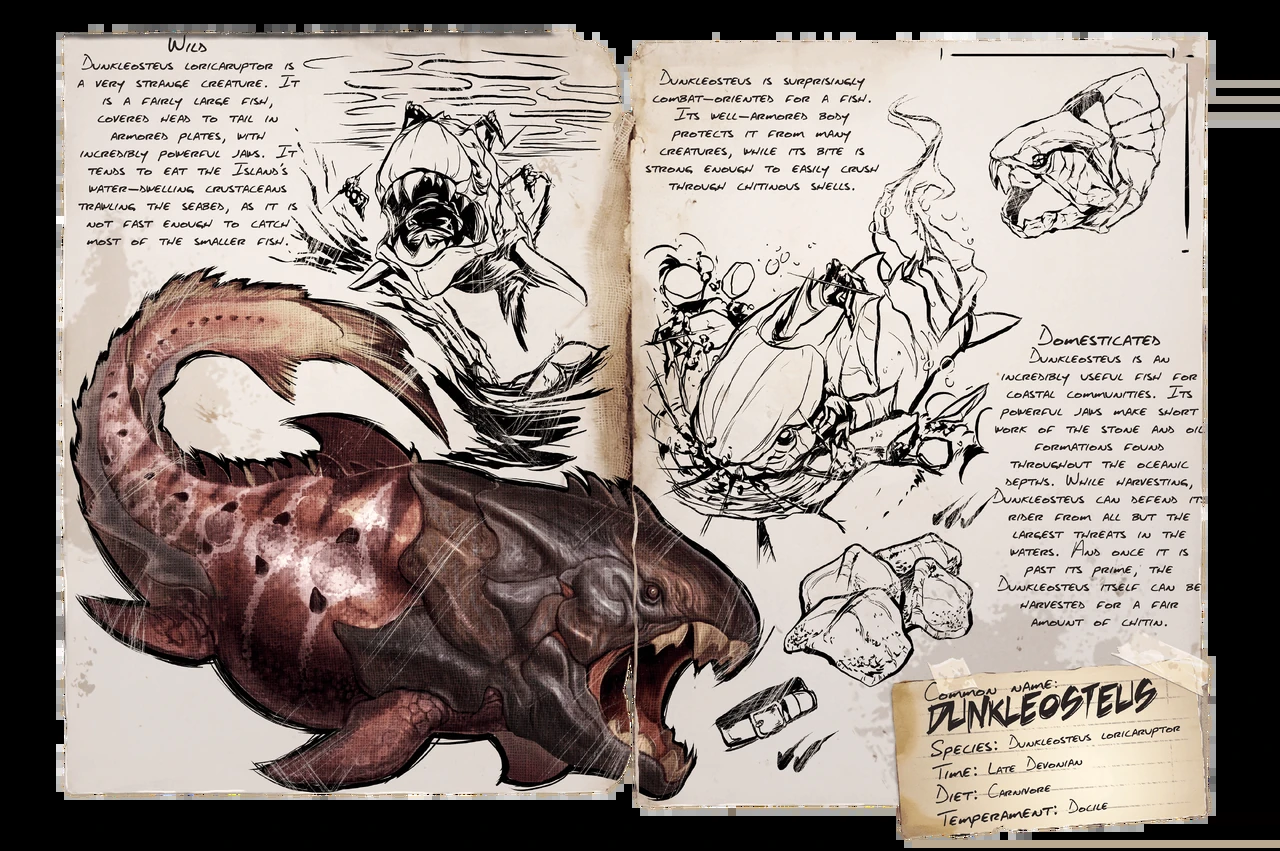 Wild
Dunkleosteus loricaruptor is
a very strange creature. It
is a fairly large fish,
covered head to tail in
armored plates, with
incredibly powerful jaws. It
tends to eat the Island's
water-dwelling crustaceans
trawling the seabed, as it is
not fast enough to catch
most of the smaller fish.
Dunkleosteus is surprisingly
combat-oriented for a fish.
Its well-armored body
protects it from many
creatures, while its bite is
strong enough to easily crush
through chitinous shells.
Domesticated
Dunkleosteus is an
incredibly useful fish for
coastal communities. Its
powerful jaws make short
work of the stone and oil
formations found
throughout the oceanic
depths. While harvesting,
Dunkleosteus can defend it
rider from all but the
largest threats in the
waters. And once it is
past its prime, the
Dunkleosteus itself can be
harvested for a fair
amount of chitin.
Common name:
Dunkleosteus
Species: Dunkleosteus loricaruptor
Time: Late Devonian
Diet: Carnivore
Temperament: Docile